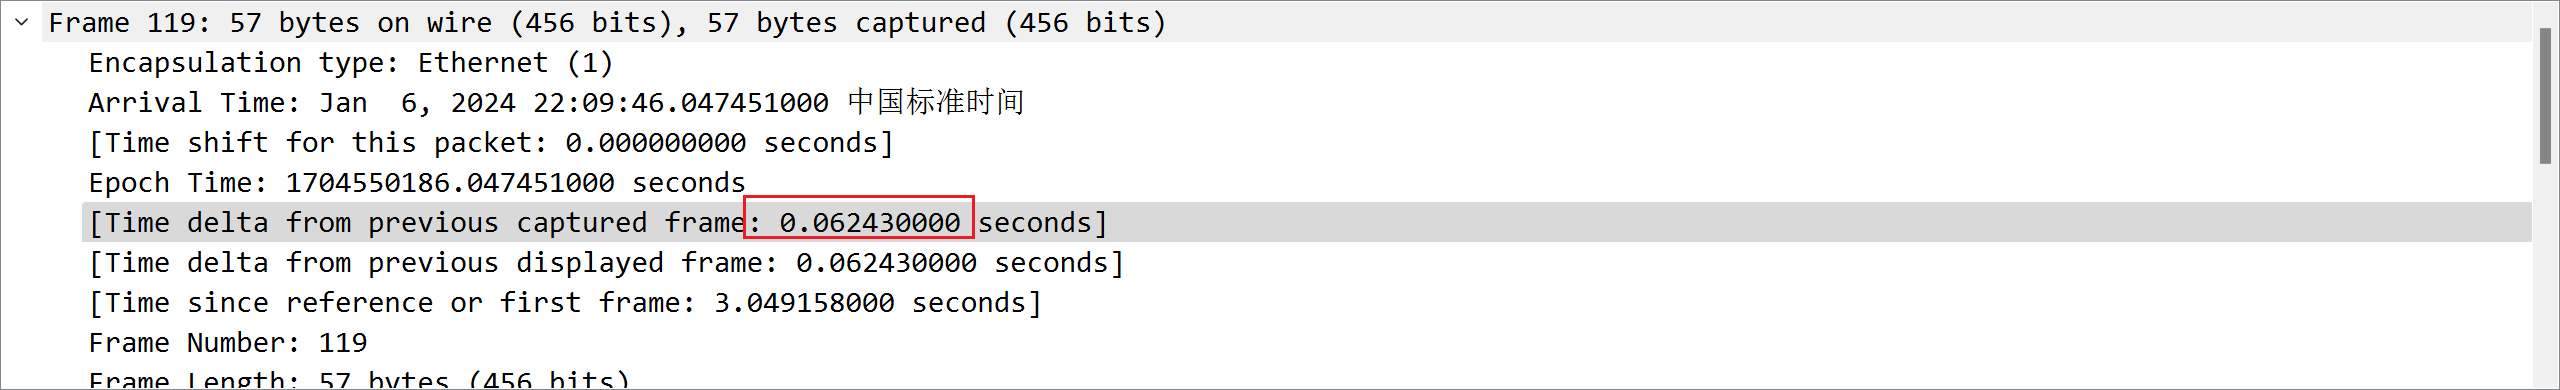 Frame 119: 57 bytes on wire (456 bits), 57 bytes captured (456 bits)
Encapsulation type: Ethernet (1)
Arrival Time: Jan  6, 2024 22:09:46.047451000 中国标准时间
[Time shift for this packet: 0.000000000 seconds]
Epoch Time: 1704550186.047451000 seconds
[Time delta from previous captured frame: 0.062430000 seconds]
[Time delta from previous displayed frame: 0.062430000 seconds]
[Time since reference or first frame: 3.049158000 seconds]
Frame Number: 119
Frame Length: 57 bytes (456 bits)